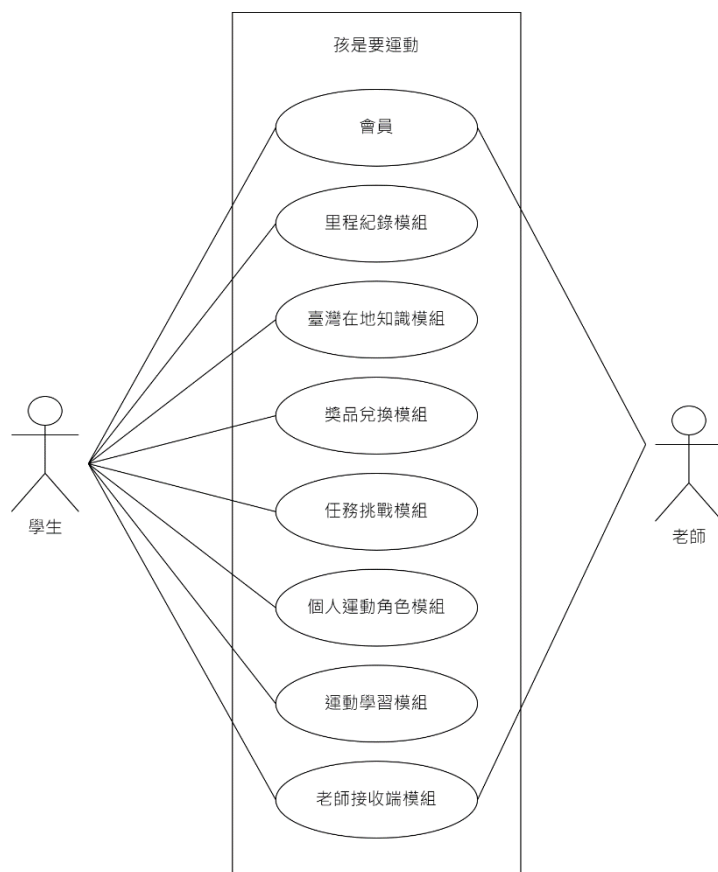 孩是要運動
會員
里程紀錄模組
臺灣在地知識模組
獎品兌換模組
任務挑戰模組
個人運動角色模組
運動學習模組
老師接收端模組
學生
老師